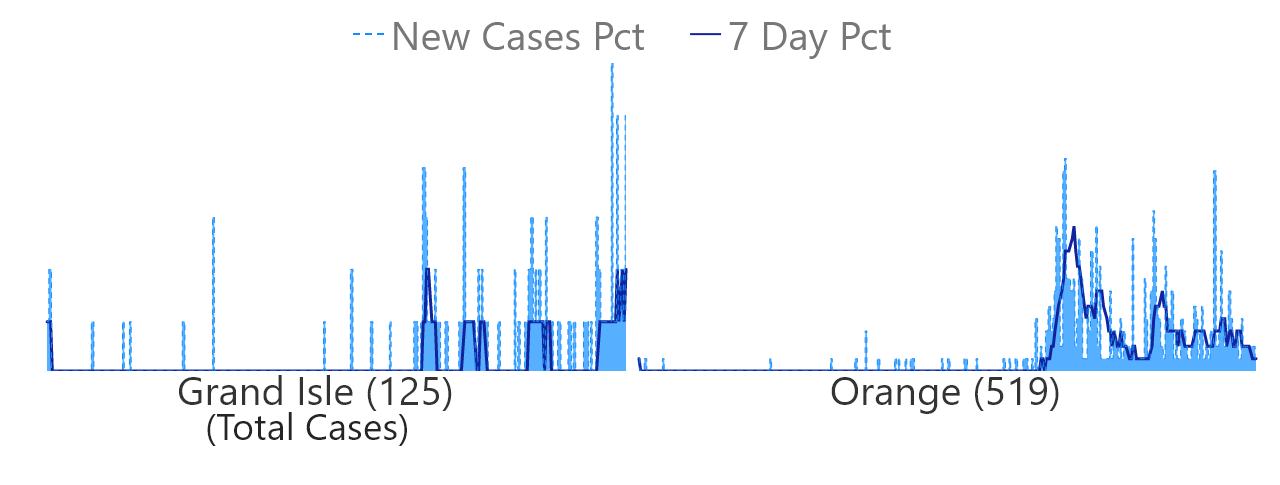 New Cases Pct 7 Day Pct
Grand Isle (125)
(Total Cases)
Orange (519)